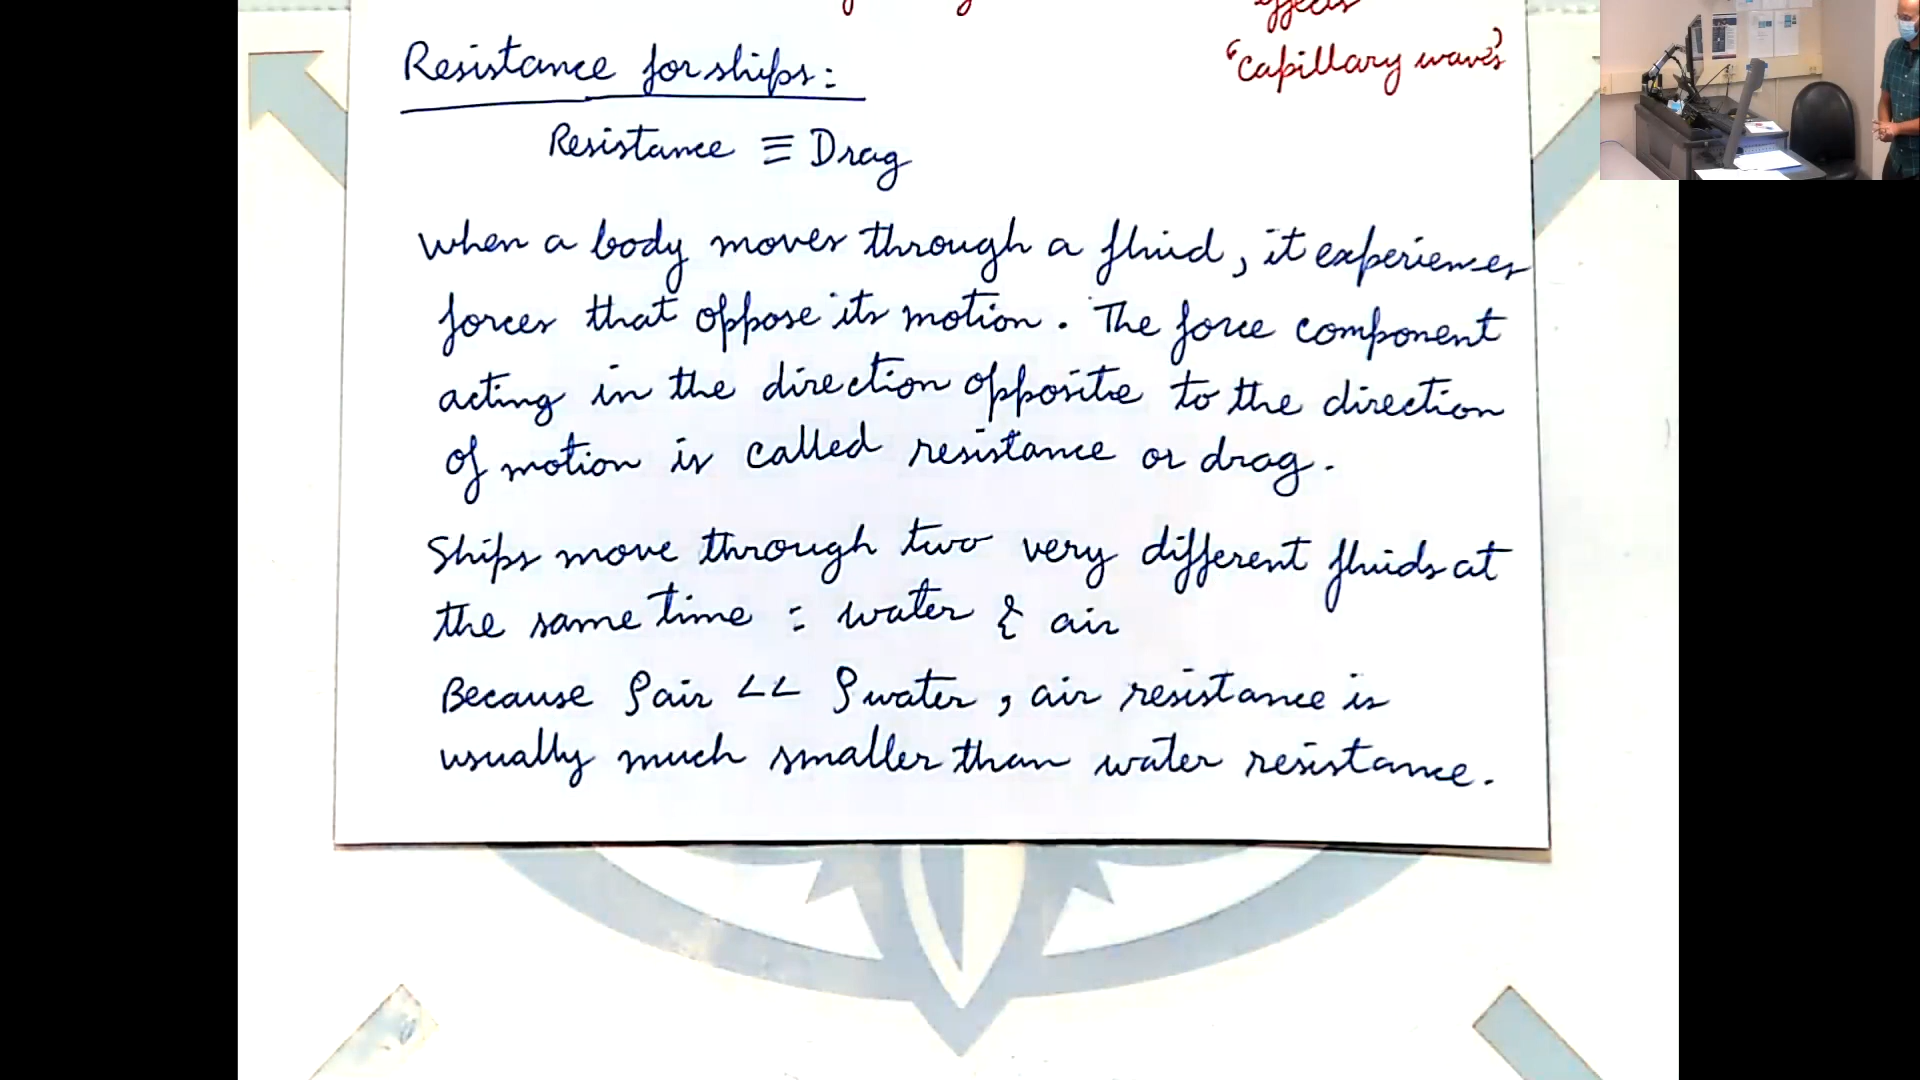 effects
Resistance for ships:
'capillary waves'
Resistance ≡ Drag
When a body moves through a fluid, it experiences
forces that oppose its motion. The force component
acting in the direction opposite to the direction
of motion is called resistance or drag.
Ships move through two very different fluids at
the same time : water & air
Because ρair << ρwater, air resistance is
usually much smaller than water resistance.